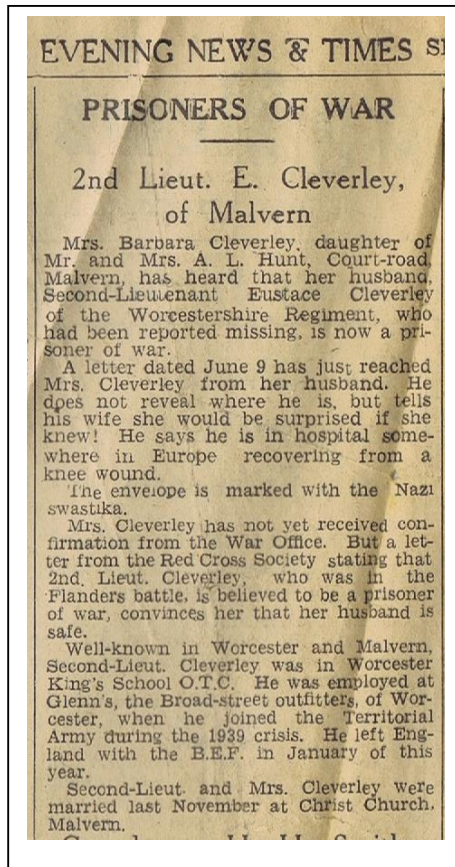 EVENING NEWS & TIMES
PRISONERS OF WAR
2nd Lieut. E. Cleverley,
of Malvern
Mrs. Barbara Cleverley, daughter of
Mr. and Mrs. A. L. Hunt, Court-road,
Malvern, has heard that her husband,
Second-Lieutenant Eustace Cleverley
of the Worcestershire Regiment, who
had been reported missing, is now a pri-
soner of war.
A letter dated June 9 has just reached
Mrs. Cleverley from her husband. He
does not reveal where he is, but tells
his wife she would be surprised if she
knew! He says he is in hospital some-
where in Europe recovering from a
knee wound.
The envelope is marked with the Nazi
swastika.
Mrs. Cleverley has not yet received con-
firmation from the War Office. But a let-
ter from the Red Cross Society stating that
2nd. Lieut. Cleverley, who was in the
Flanders battle, is believed to be a prisoner
of war, convinces her that her husband is
safe.
Well-known in Worcester and Malvern,
Second-Lieut. Cleverley was in Worcester
King's School O.T.C. He was employed at
Glenn's, the Broad-street outfitters, of Wor-
cester, when he joined the Territorial
Army during the 1939 crisis. He left Eng-
land with the B.E.F. in January of this
year.
Second-Lieut. and Mrs. Cleverley were
married last November at Christ Church,
Malvern.